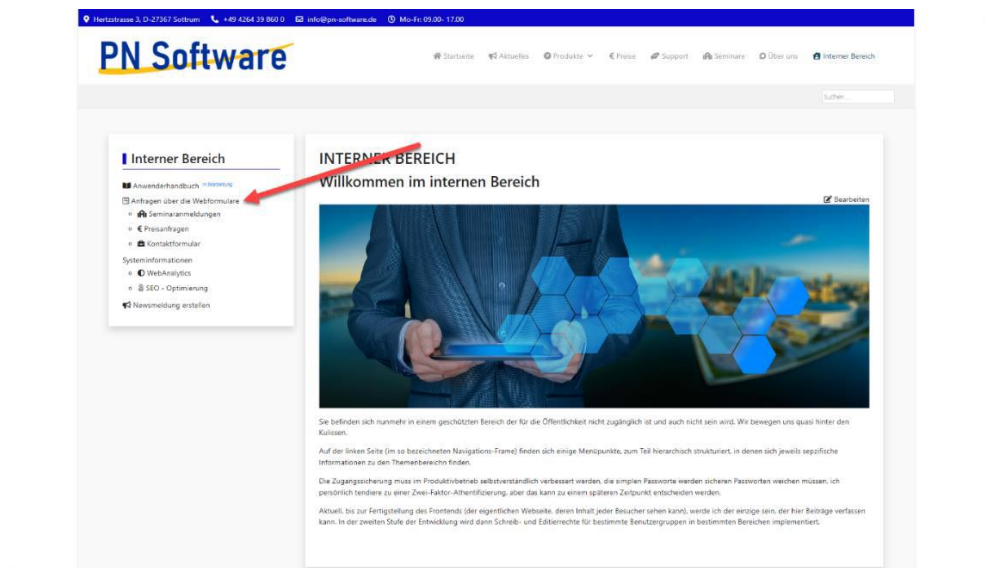 Hertzstrasse 3, D-27367 Sottrum +49 4264 39 860 0 info@pn-software.de Mo-Fr: 09.00- 17.00
PN Software
Startseite Aktuelles Produkte € Preise Support Seminare Über uns Interner Bereich
Suchen ...
Interner Bereich
Anwenderhandbuch in Bearbeitung
Anfragen über die Webformulare
Seminaranmeldungen
€ Preisanfragen
Kontaktformular
Systeminformationen
WebAnalytics
SEO - Optimierung
Newsmeldung erstellen
INTERNER BEREICH
Willkommen im internen Bereich
Bearbeiten
Sie befinden sich nunmehr in einem geschützten Bereich der für die Öffentlichkeit nicht zugänglich ist und auch nicht sein wird. Wir bewegen uns quasi hinter den
Kulissen.
Auf der linken Seite (im so bezeichneten Navigations-Frame) finden sich einige Menüpunkte, zum Teil hierarchisch strukturiert, in denen sich jeweils sepzifische
Informationen zu den Themenbereichn finden.
Die Zugangssicherung muss im Produktivbetrieb selbstverständlich verbessert werden, die simplen Passworte werden sicheren Passworten weichen müssen, ich
persönlich tendiere zu einer Zwei-Faktor-Athentifizierung, aber das kann zu einem späteren Zeitpunkt entscheiden werden.
Aktuell, bis zur Fertigstellung des Frontends (der eigentlichen Webseite, deren Inhalt jeder Besucher sehen kann), werde ich der einzige sein, der hier Beiträge verfassen
kann. In der zweiten Stufe der Entwicklung wird dann Schreib- und Editierrechte für bestimmte Benutzergruppen in bestimmten Bereichen implementiert.